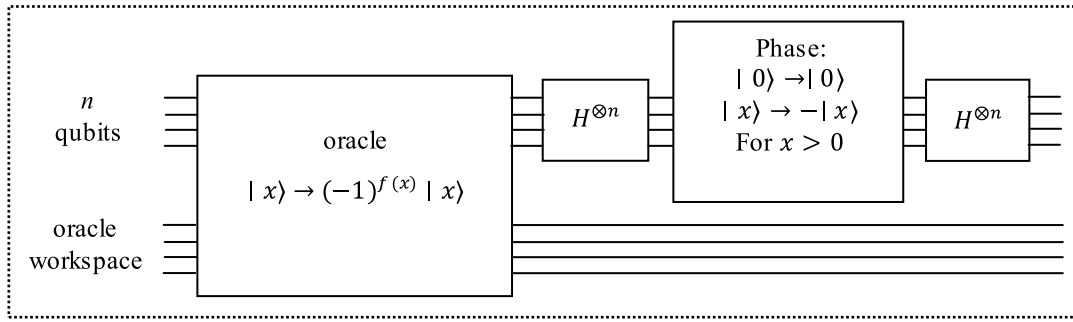 n
qubits
oracle
| x⟩ → (−1)^{f (x)} | x⟩
oracle
workspace
H^{⊗n}
Phase:
| 0⟩ →| 0⟩
| x⟩ → −| x⟩
For x > 0
H^{⊗n}